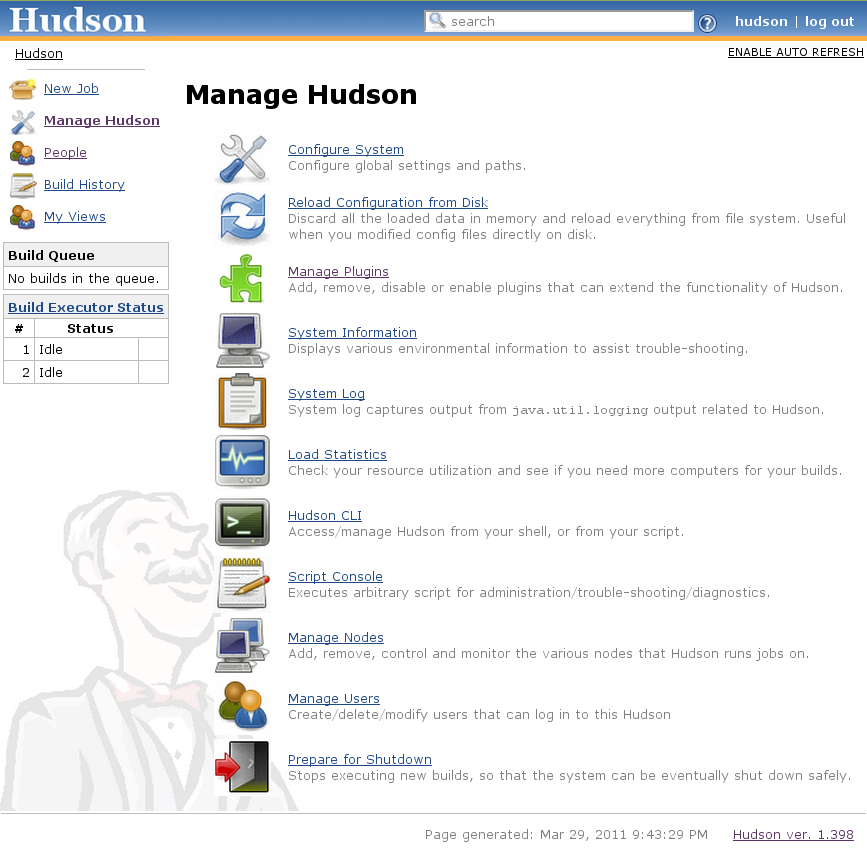 Hudson
search
hudson | log out
Hudson
ENABLE AUTO REFRESH
New Job
Manage Hudson
People
Build History
My Views
Build Queue
No builds in the queue.
Build Executor Status
# Status
1 Idle
2 Idle
Manage Hudson
Configure System
Configure global settings and paths.
Reload Configuration from Disk
Discard all the loaded data in memory and reload everything from file system. Useful
when you modified config files directly on disk.
Manage Plugins
Add, remove, disable or enable plugins that can extend the functionality of Hudson.
System Information
Displays various environmental information to assist trouble-shooting.
System Log
System log captures output from java.util.logging output related to Hudson.
Load Statistics
Check your resource utilization and see if you need more computers for your builds.
Hudson CLI
Access/manage Hudson from your shell, or from your script.
Script Console
Executes arbitrary script for administration/trouble-shooting/diagnostics.
Manage Nodes
Add, remove, control and monitor the various nodes that Hudson runs jobs on.
Manage Users
Create/delete/modify users that can log in to this Hudson
Prepare for Shutdown
Stops executing new builds, so that the system can be eventually shut down safely.
Page generated: Mar 29, 2011 9:43:29 PM Hudson ver. 1.398